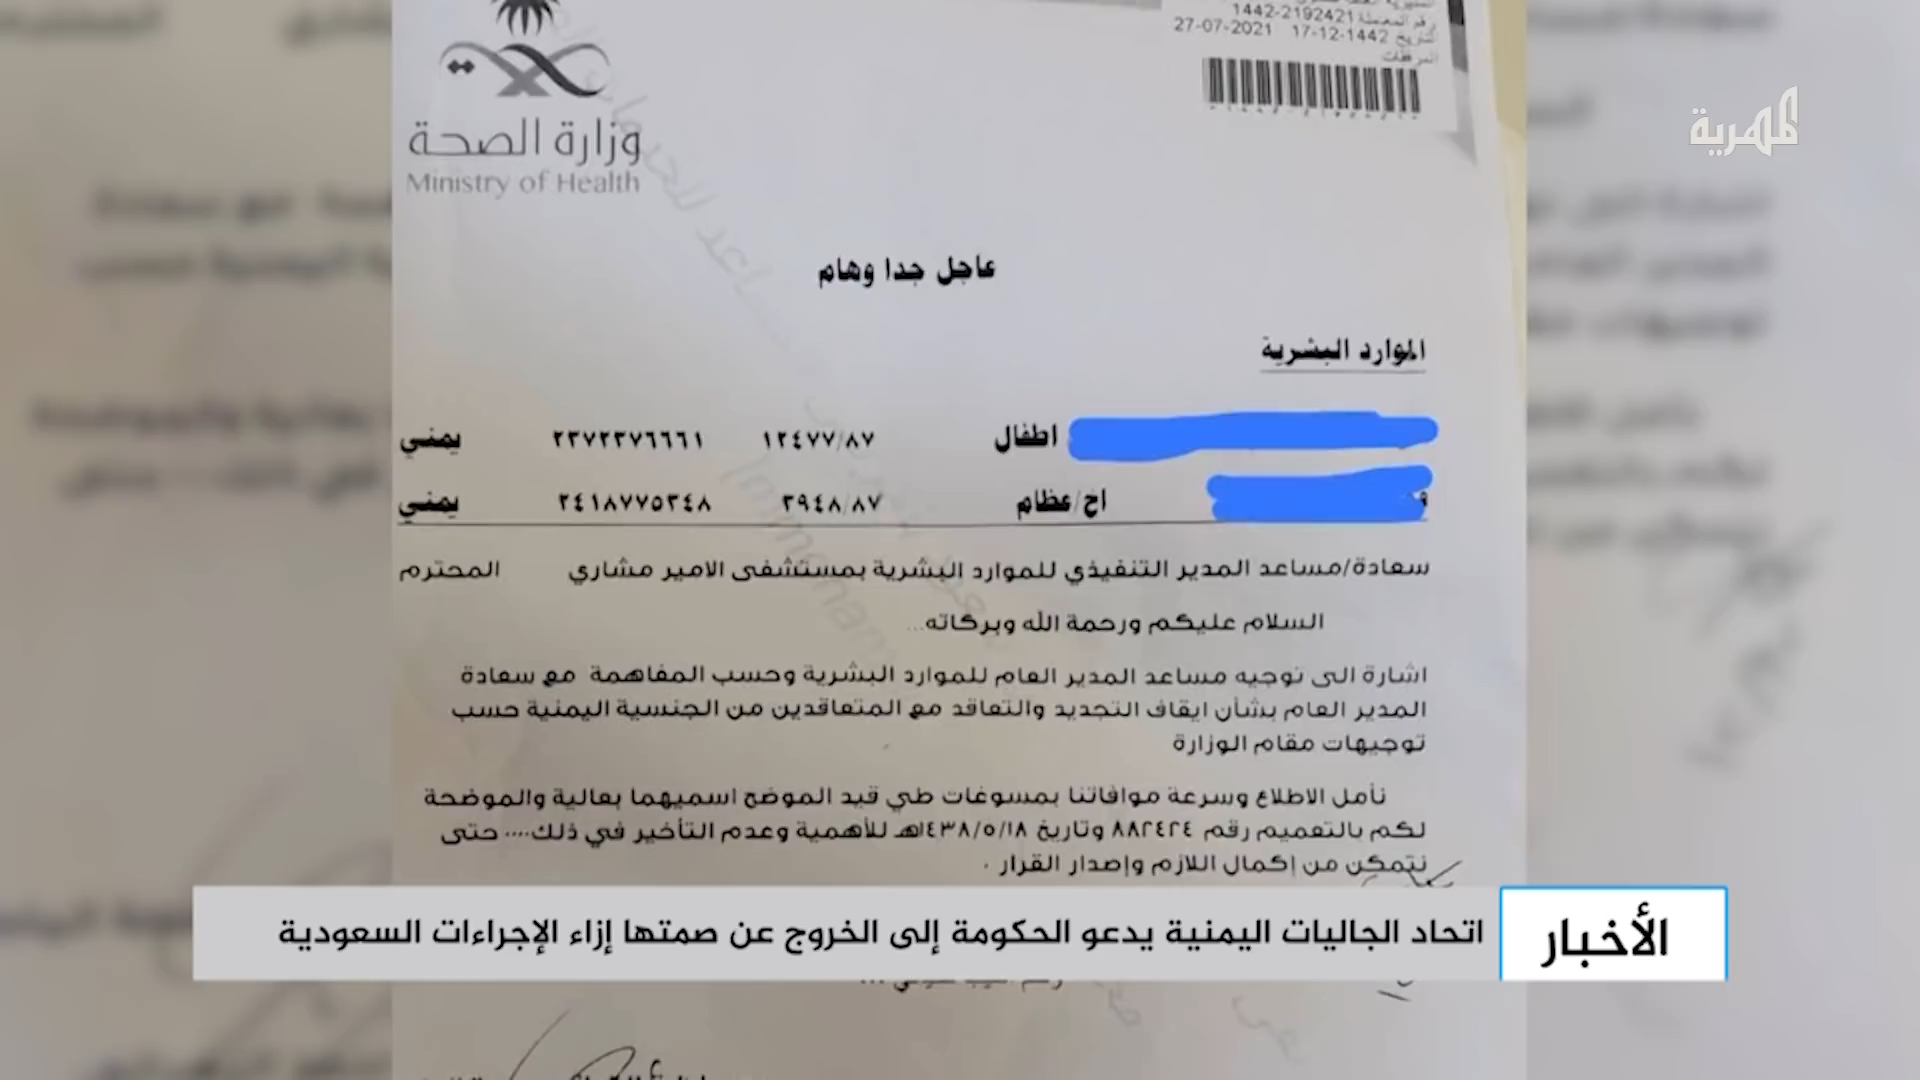 رقم المعاملة 2192421-1442
التاريخ 1442-12-17 2021-07-27
المرفقات
المهرية
وزارة الصحة
Ministry of Health
عاجل جدا وهام
الموارد البشرية
اطفال ١٢٤٧٧/٨٧ ٢٣٧٢٣٧٦٦٦١ يمني
اخ/عظام ٣٩٤٨/٨٧ ٢٤١٨٧٧٥٣٤٨ يمني
سعادة/مساعد المدير التنفيذي للموارد البشرية بمستشفى الامير مشاري المحترم
السلام عليكم ورحمة الله وبركاته...
اشارة الى توجيه مساعد المدير العام للموارد البشرية وحسب المفاهمة مع سعادة
المدير العام بشأن ايقاف التجديد والتعاقد مع المتعاقدين من الجنسية اليمنية حسب
توجيهات مقام الوزارة
نأمل الاطلاع وسرعة موافاتنا بمسوغات طي قيد الموضح اسميهما بعالية والموضحة
لكم بالتعميم رقم ٨٨٢٤٢٤ وتاريخ ١٤٣٨/٥/١٨هـ للأهمية وعدم التأخير في ذلك.... حتى
نتمكن من إكمال اللازم وإصدار القرار .
الأخبار
اتحاد الجاليات اليمنية يدعو الحكومة إلى الخروج عن صمتها إزاء الإجراءات السعودية